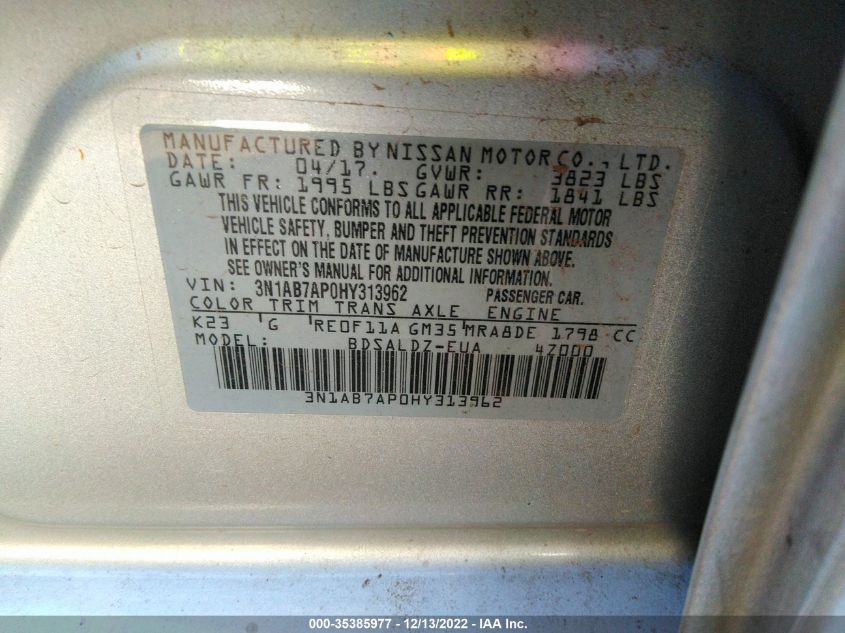 MANUFACTURED BY NISSAN MOTOR CO., LTD.
DATE: 04/17. GVWR: 3823 LBS
GAWR FR: 1995 LBS GAWR RR: 1841 LBS
THIS VEHICLE CONFORMS TO ALL APPLICABLE FEDERAL MOTOR
VEHICLE SAFETY, BUMPER AND THEFT PREVENTION STANDARDS
IN EFFECT ON THE DATE OF MANUFACTURE SHOWN ABOVE.
SEE OWNER'S MANUAL FOR ADDITIONAL INFORMATION.
VIN: 3N1AB7AP0HY313962 PASSENGER CAR.
COLOR TRIM TRANS AXLE ENGINE
K23 G RE0F11A GM35 MRA8DE 1798 CC
MODEL: BDSALDZ-EUA 47000
3N1AB7AP0HY313962
000-35385977 - 12/13/2022 - IAA Inc.